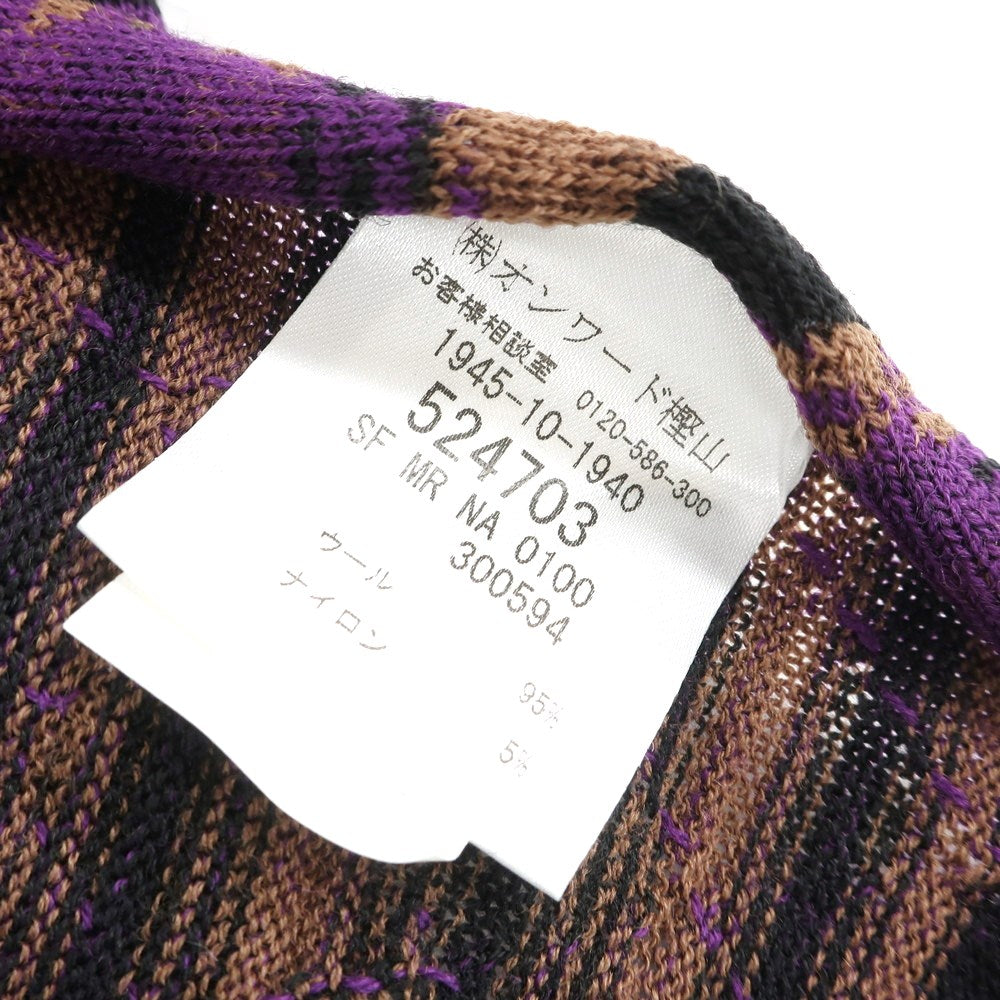 (株)オンワード樫山
お客様相談室 0120-586-300
1945-10-1940
524703
SF MR NA 0100
300594
ウール 95%
ナイロン 5%